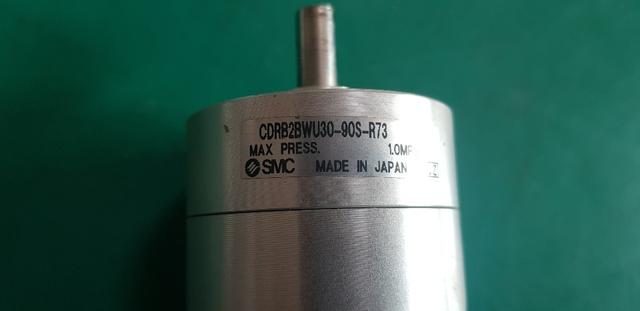 CDRB2BWU30-90S-R73
MAX PRESS. 1.0MP
SMC MADE IN JAPAN